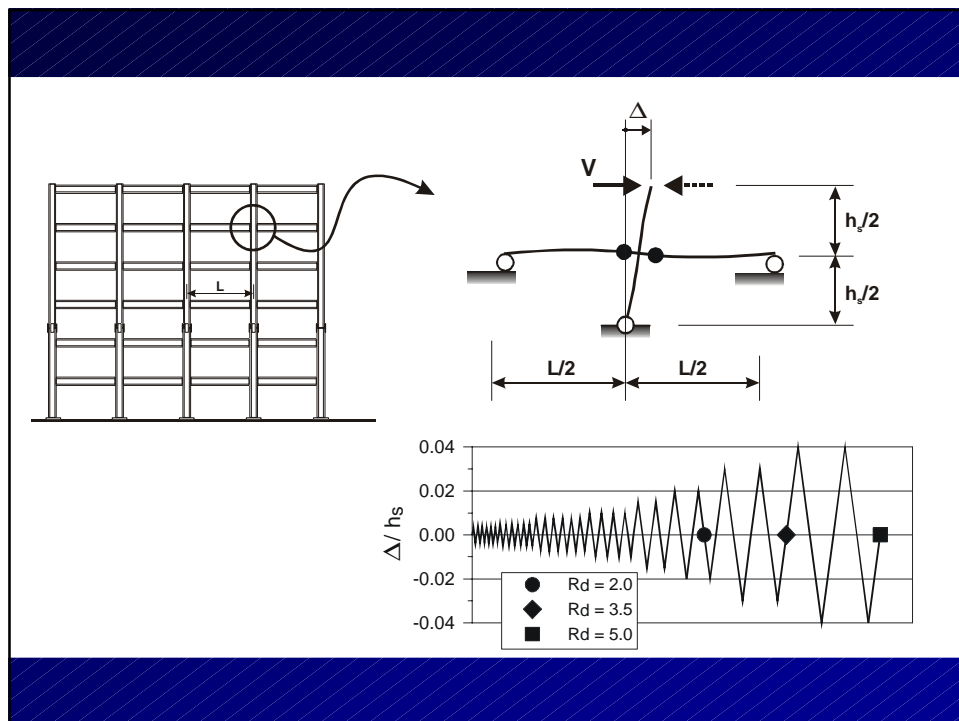 L
Δ
V
hs/2
hs/2
L/2
L/2
Δ/ hs
0.04
0.02
0.00
-0.02
-0.04
Rd = 2.0
Rd = 3.5
Rd = 5.0